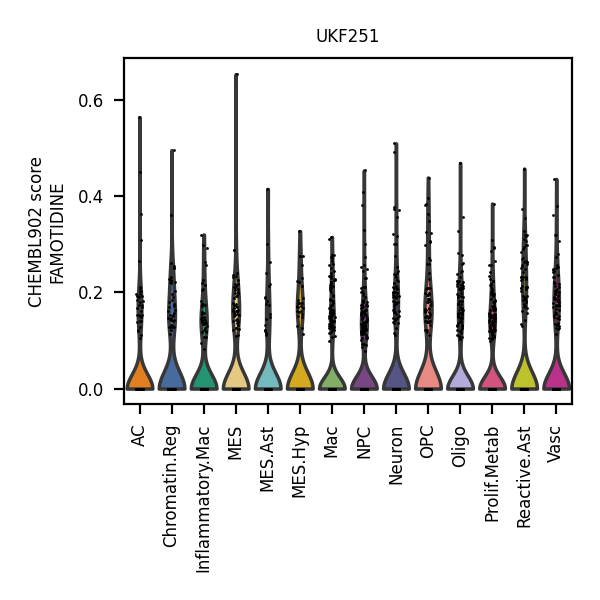 UKF251
CHEMBL902 score
FAMOTIDINE
0.6
0.4
0.2
0.0
AC
Chromatin.Reg
Inflammatory.Mac
MES
MES.Ast
MES.Hyp
Mac
NPC
Neuron
OPC
Oligo
Prolif.Metab
Reactive.Ast
Vasc